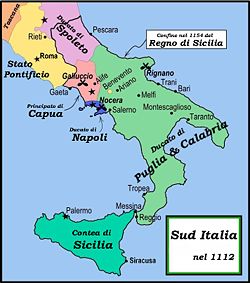 Toscana
Ducato di
Spoleto
Pescara
Confine nel 1154 del
Regno di Sicilia
Rieti
Roma
Stato
Pontificio
Rignano
Galluccio
Alife
Benevento
Ariano
Trani
Bari
Gaeta
Melfi
Nocera
Principato di
Capua
Salerno
Montescaglioso
Taranto
Ducato di
Napoli
Ducato di
Puglia & Calabria
Tropea
Palermo
Messina
Reggio
Contea di
Sicilia
Siracusa
Sud Italia
nel 1112